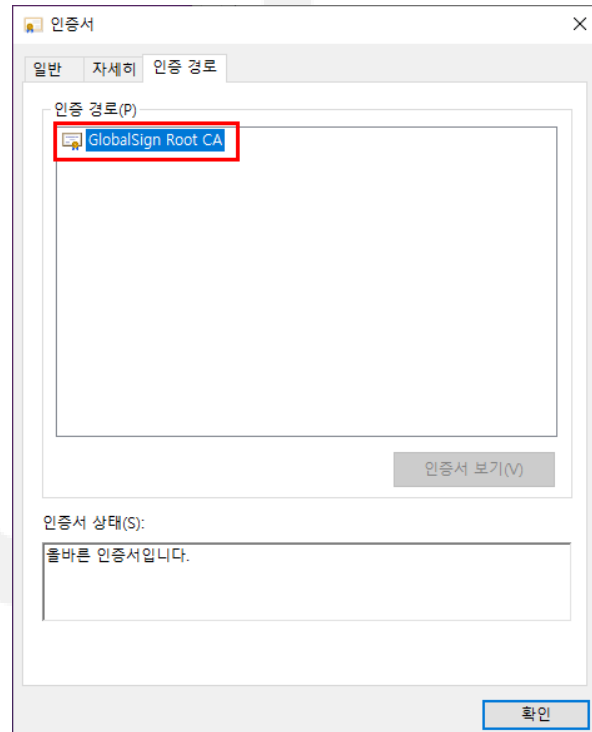 인증서
일반 자세히 인증 경로
인증 경로(P)
GlobalSign Root CA
인증서 보기(V)
인증서 상태(S):
올바른 인증서입니다.
확인